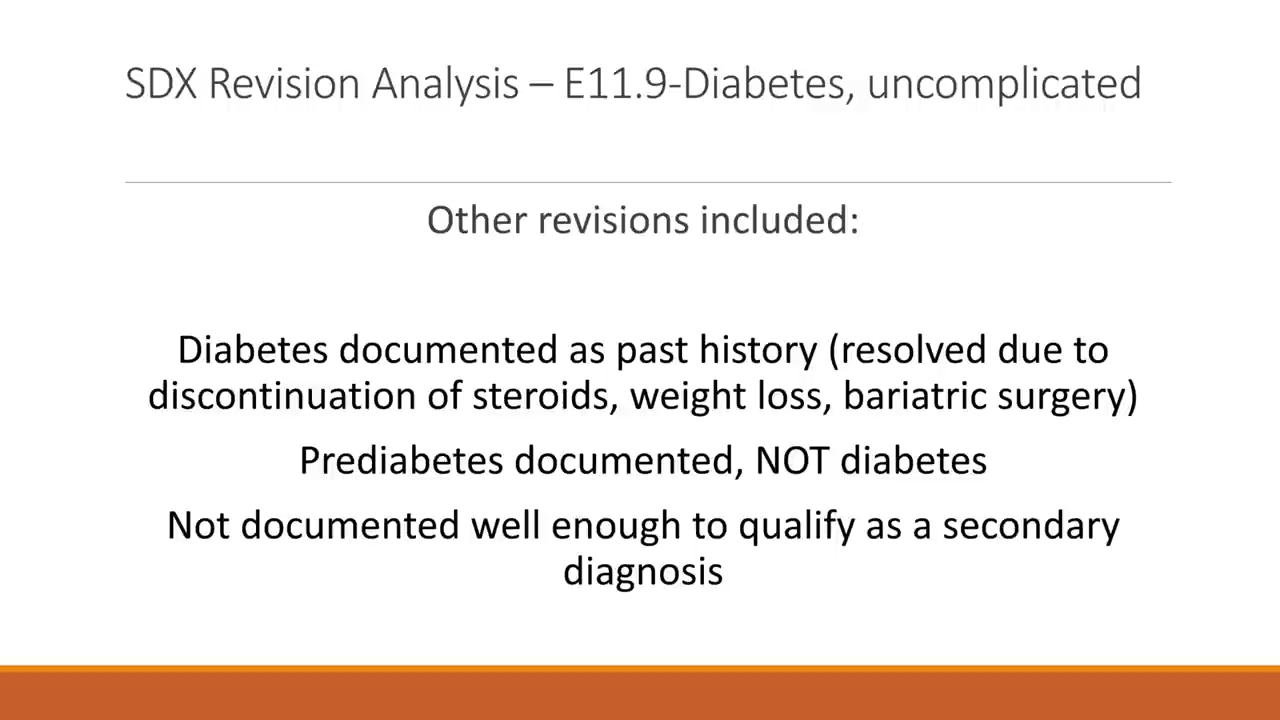 SDX Revision Analysis – E11.9-Diabetes, uncomplicated
Other revisions included:
Diabetes documented as past history (resolved due to
discontinuation of steroids, weight loss, bariatric surgery)
Prediabetes documented, NOT diabetes
Not documented well enough to qualify as a secondary
diagnosis